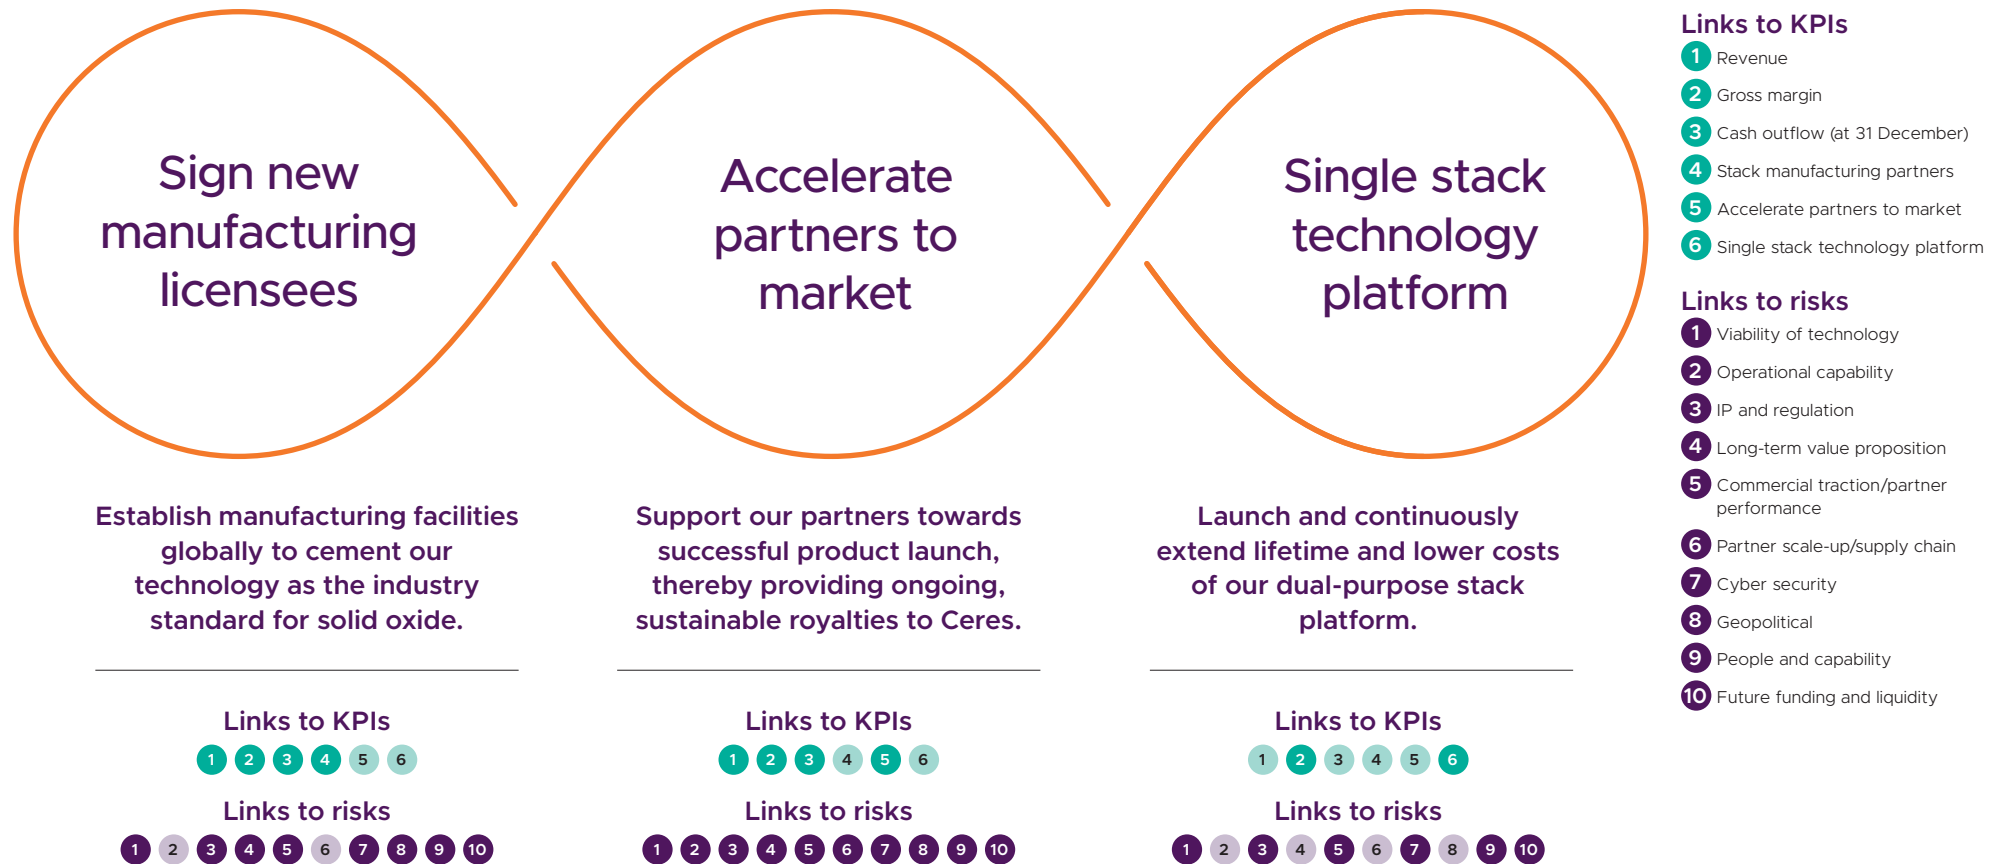 Sign new
manufacturing
licensees
Establish manufacturing facilities
globally to cement our
technology as the industry
standard for solid oxide.
Links to KPIs
1 2 3 4 5 6
Links to risks
1 2 3 4 5 6 7 8 9 10
Accelerate
partners to
market
Support our partners towards
successful product launch,
thereby providing ongoing,
sustainable royalties to Ceres.
Links to KPIs
1 2 3 4 5 6
Links to risks
1 2 3 4 5 6 7 8 9 10
Single stack
technology
platform
Launch and continuously
extend lifetime and lower costs
of our dual-purpose stack
platform.
Links to KPIs
1 2 3 4 5 6
Links to risks
1 2 3 4 5 6 7 8 9 10
Links to KPIs
1 Revenue
2 Gross margin
3 Cash outflow (at 31 December)
4 Stack manufacturing partners
5 Accelerate partners to market
6 Single stack technology platform
Links to risks
1 Viability of technology
2 Operational capability
3 IP and regulation
4 Long-term value proposition
5 Commercial traction/partner
performance
6 Partner scale-up/supply chain
7 Cyber security
8 Geopolitical
9 People and capability
10 Future funding and liquidity